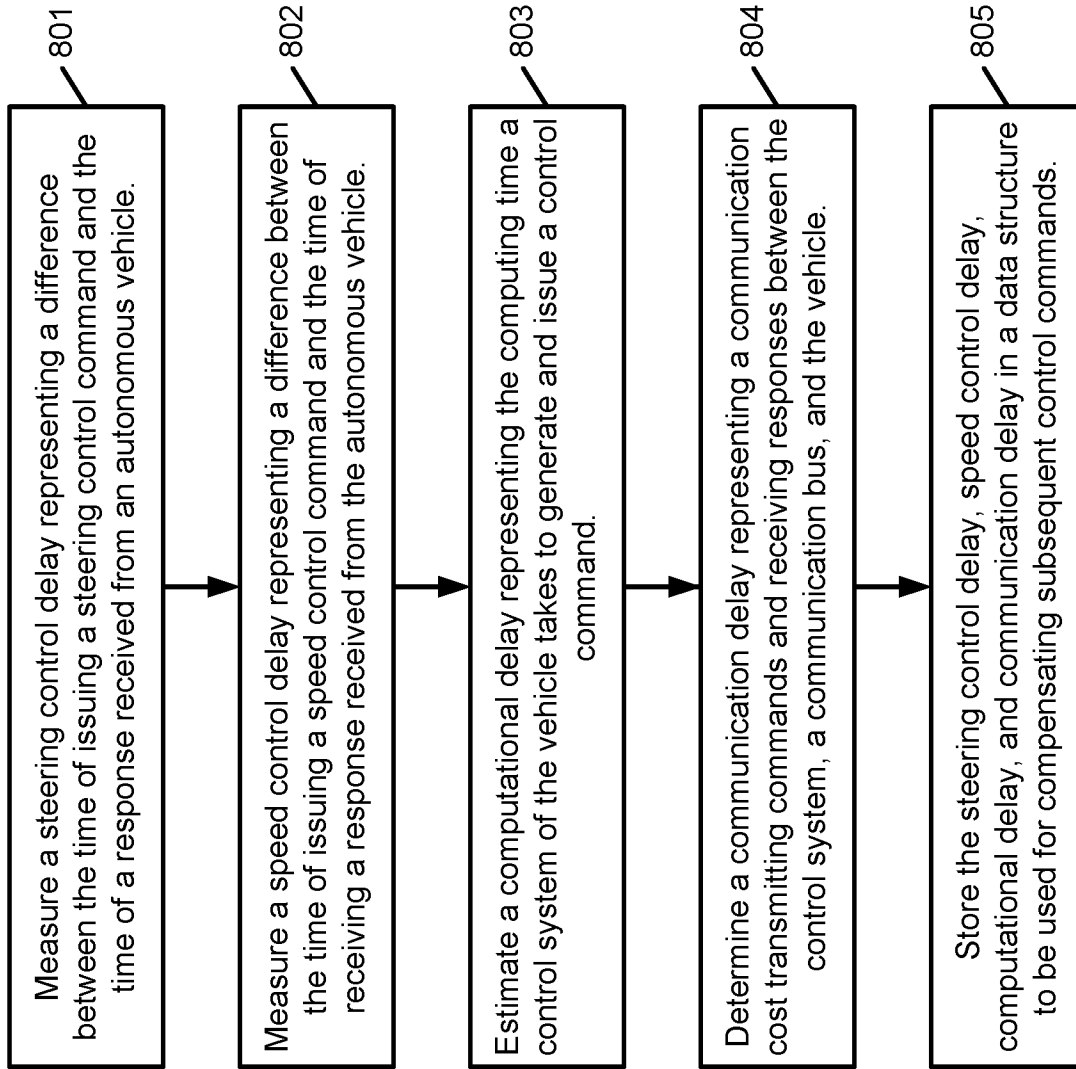 Measure a steering control delay representing a difference
between the time of issuing a steering control command and the
time of a response received from an autonomous vehicle.
801
Measure a speed control delay representing a difference between
the time of issuing a speed control command and the time of
receiving a response received from the autonomous vehicle.
802
Estimate a computational delay representing the computing time a
control system of the vehicle takes to generate and issue a control
command.
803
Determine a communication delay representing a communication
cost transmitting commands and receiving responses between the
control system, a communication bus, and the vehicle.
804
Store the steering control delay, speed control delay,
computational delay, and communication delay in a data structure
to be used for compensating subsequent control commands.
805